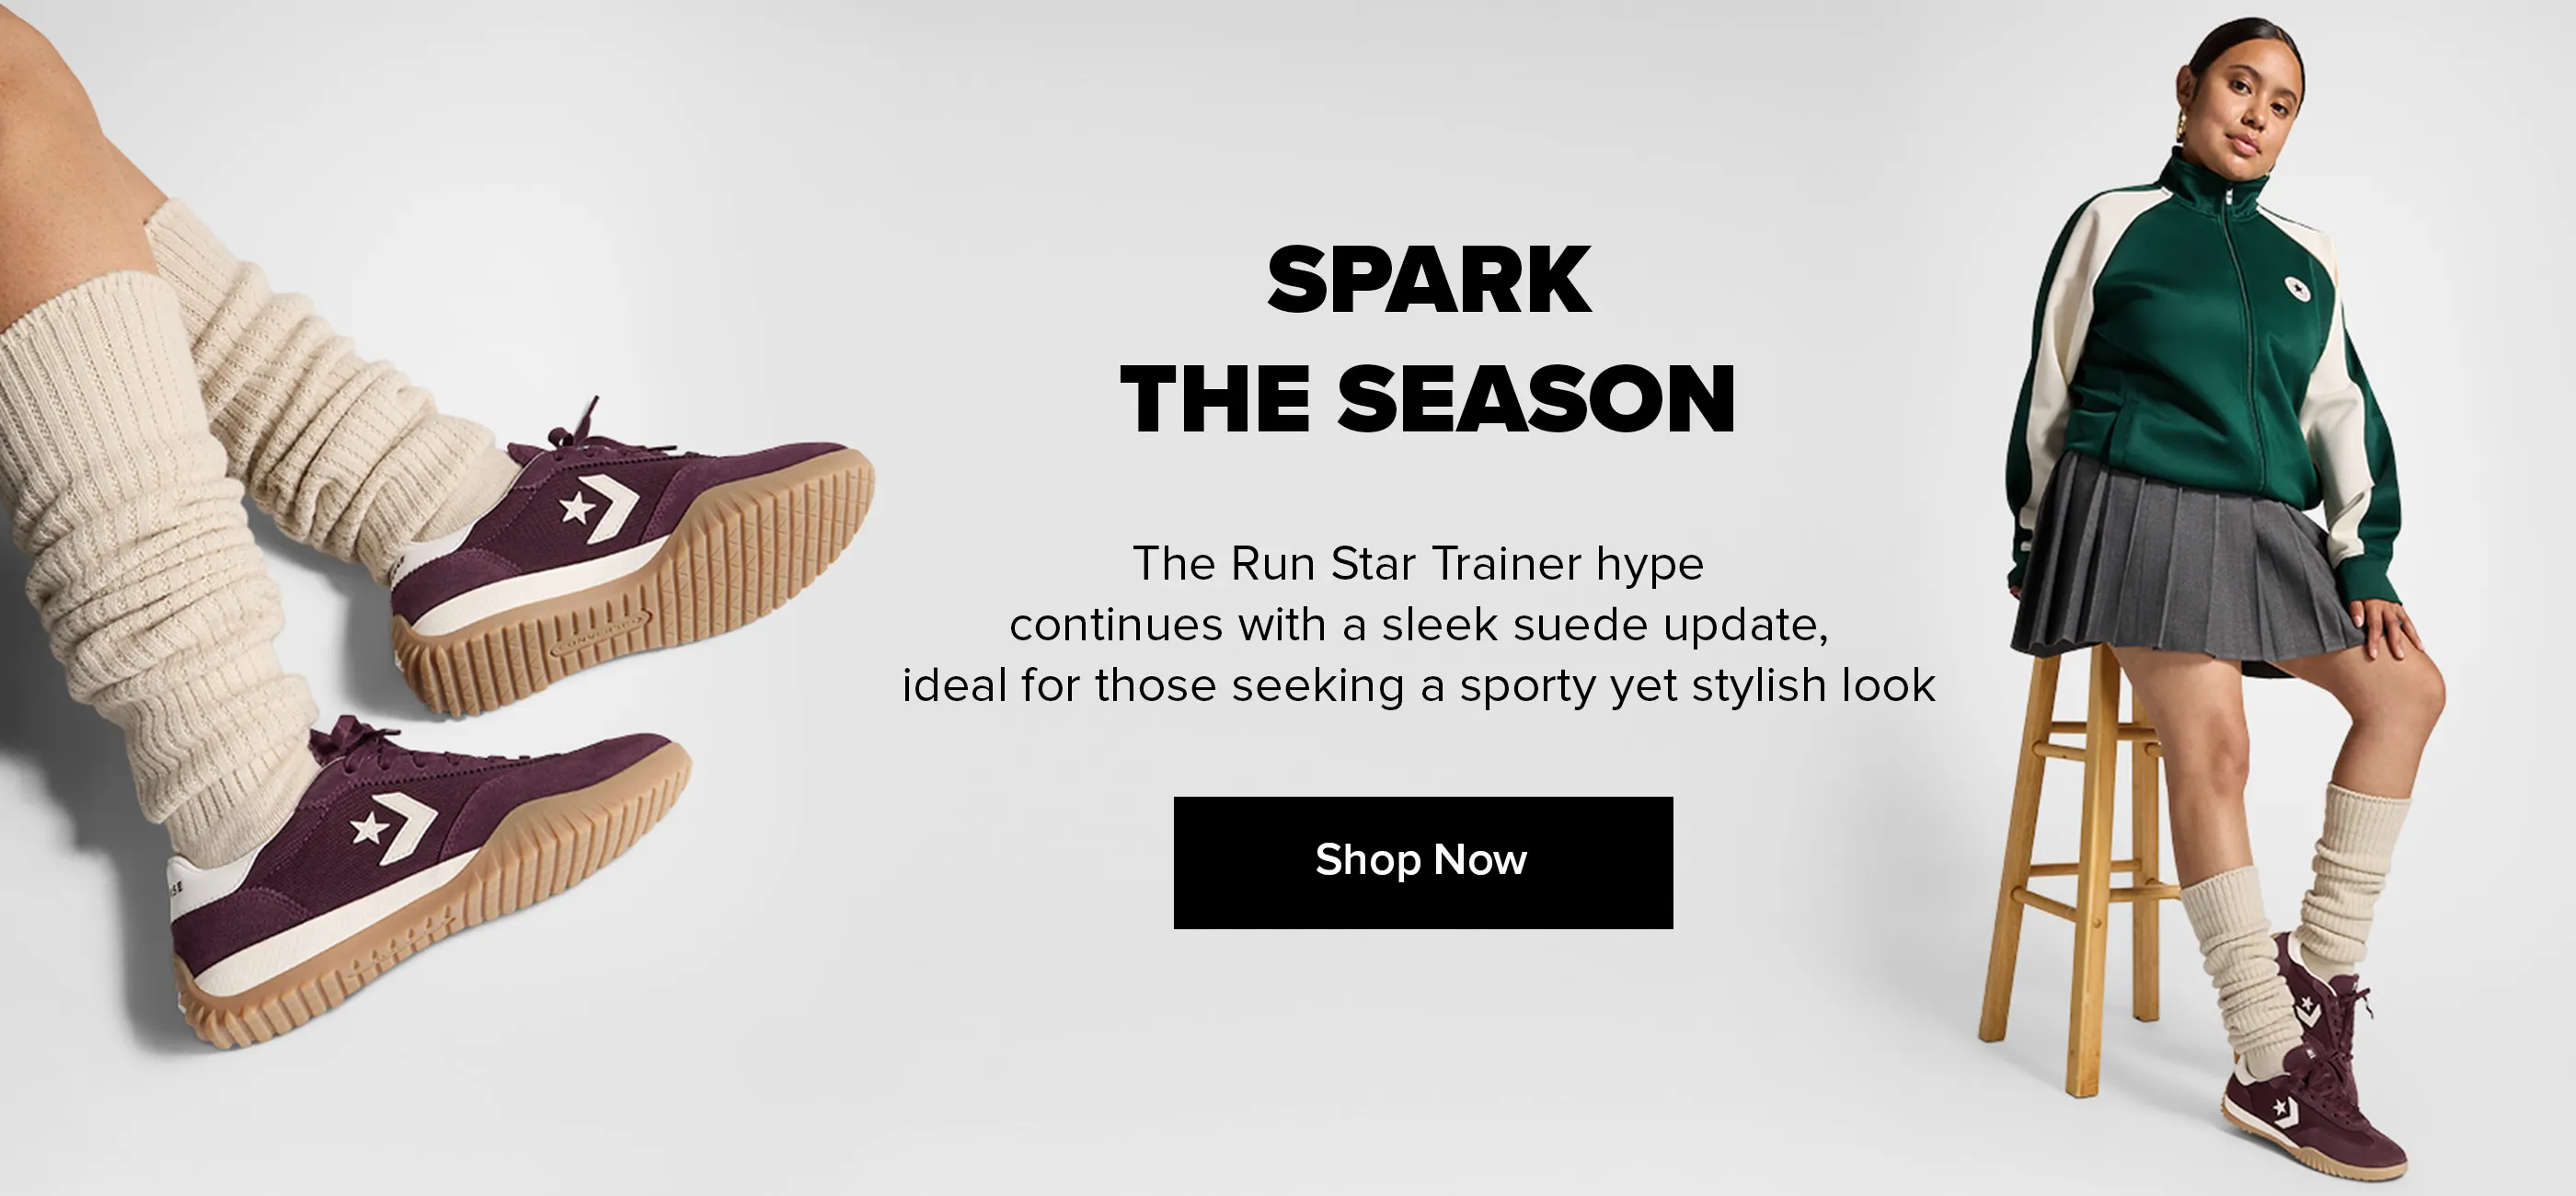 SPARK
THE SEASON
The Run Star Trainer hype
continues with a sleek suede update,
ideal for those seeking a sporty yet stylish look
Shop Now
CONVERSE